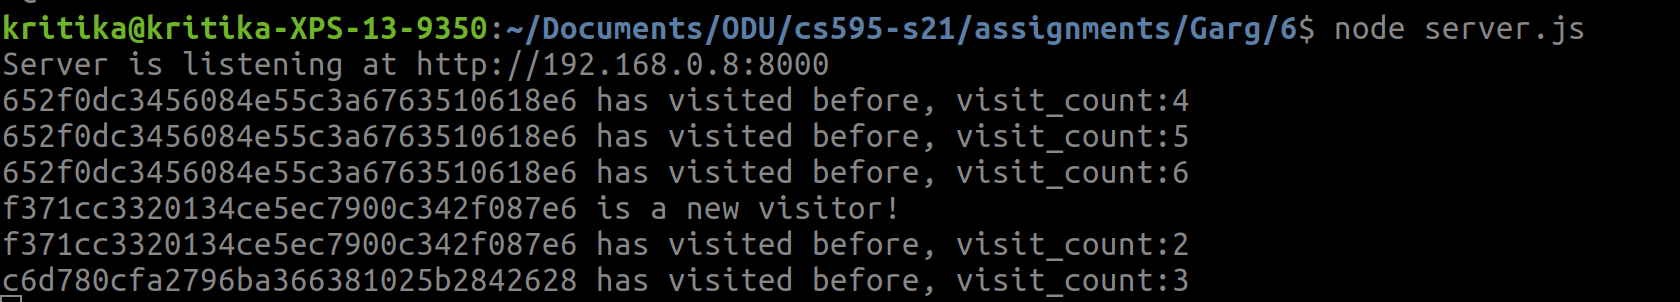 kritika@kritika-XPS-13-9350:~/Documents/ODU/cs595-s21/assignments/Garg/6$ node server.js
Server is listening at http://192.168.0.8:8000
652f0dc3456084e55c3a6763510618e6 has visited before, visit_count:4
652f0dc3456084e55c3a6763510618e6 has visited before, visit_count:5
652f0dc3456084e55c3a6763510618e6 has visited before, visit_count:6
f371cc3320134ce5ec7900c342f087e6 is a new visitor!
f371cc3320134ce5ec7900c342f087e6 has visited before, visit_count:2
c6d780cfa2796ba366381025b2842628 has visited before, visit_count:3